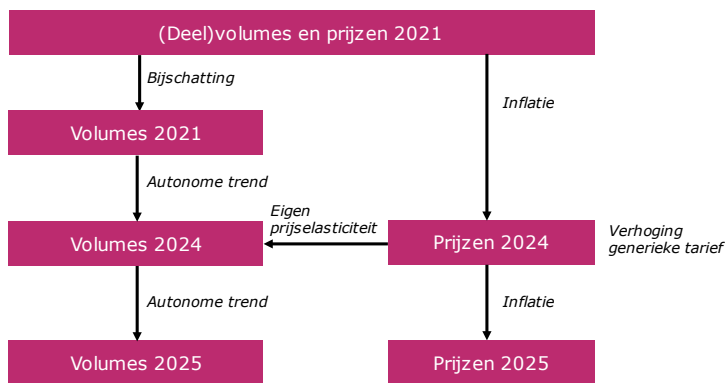 (Deel)volumes en prijzen 2021
Bijschatting
Inflatie
Volumes 2021
Autonome trend
Eigen
prijselasticiteit
Volumes 2024
Prijzen 2024
Verhoging
generieke tarief
Autonome trend
Inflatie
Volumes 2025
Prijzen 2025